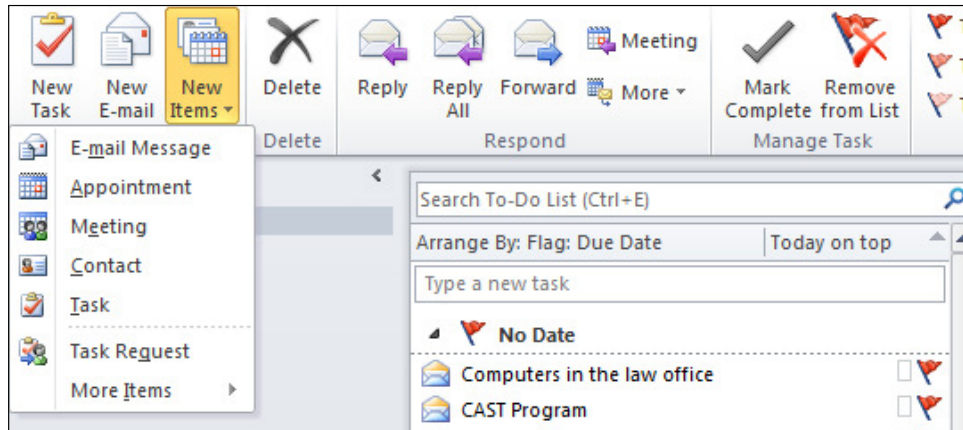 New Task
New E-mail
New Items
Delete
Reply
Reply All
Forward
Meeting
More
Mark Complete
Remove from List
Delete
Respond
Manage Task
E-mail Message
Appointment
Meeting
Contact
Task
Task Request
More Items
Search To-Do List (Ctrl+E)
Arrange By: Flag: Due Date
Today on top
Type a new task
No Date
Computers in the law office
CAST Program